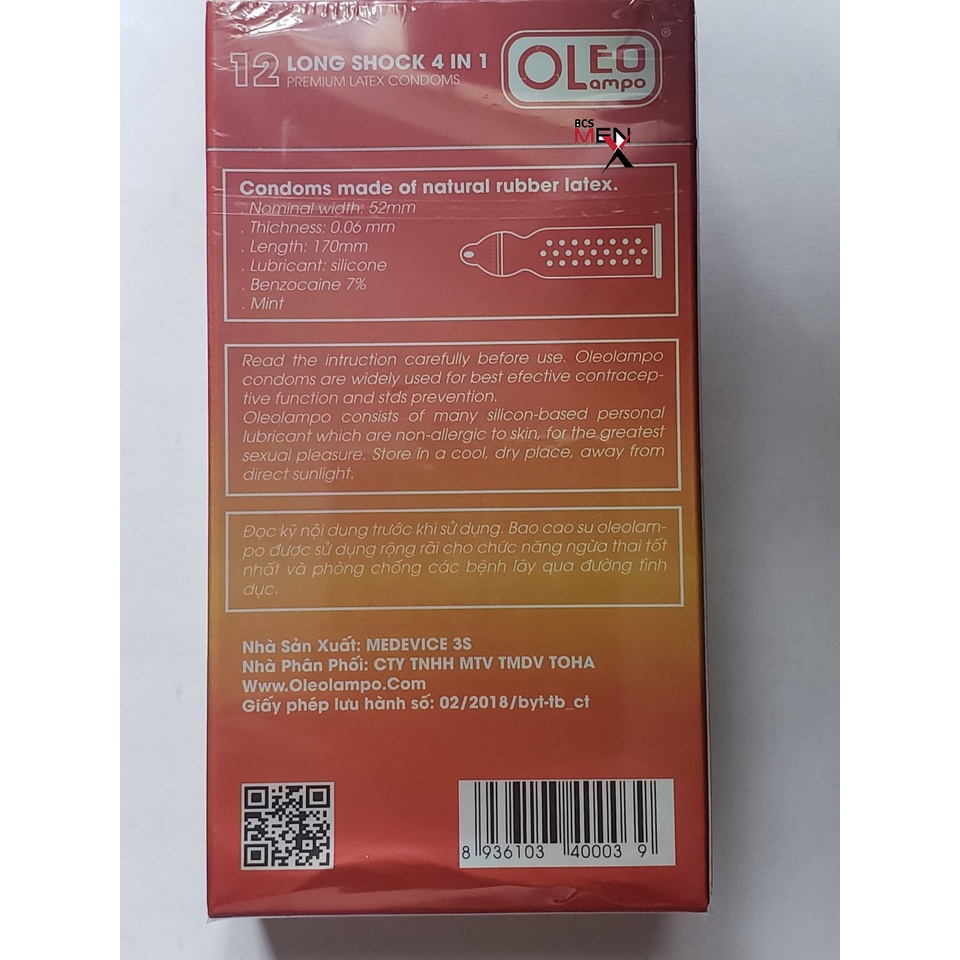 12 LONG SHOCK 4 IN 1
PREMIUM LATEX CONDOMS
OLEO
ampo
®
BCS
MEN
X
Condoms made of natural rubber latex.
. Nominal width: 52mm
. Thickness: 0.06 mm
. Length: 170mm
. Lubricant: silicone
. Benzocaine 7%
. Mint
Read the intruction carefully before use. Oleolampo
condoms are widely used for best efective contracep-
tive function and stds prevention.
Oleolampo consists of many silicon-based personal
lubricant which are non-allergic to skin, for the greatest
sexual pleasure. Store in a cool, dry place, away from
direct sunlight.
Đọc kỹ nội dung trước khi sử dụng. Bao cao su oleolam-
po được sử dụng rộng rãi cho chức năng ngừa thai tốt
nhất và phòng chống các bệnh lây qua đường tình
dục.
Nhà Sản Xuất: MEDEVICE 3S
Nhà Phân Phối: CTY TNHH MTV TMDV TOHA
Www.Oleolampo.Com
Giấy phép lưu hành số: 02/2018/byt-tb_ct
8 936103 40003 9